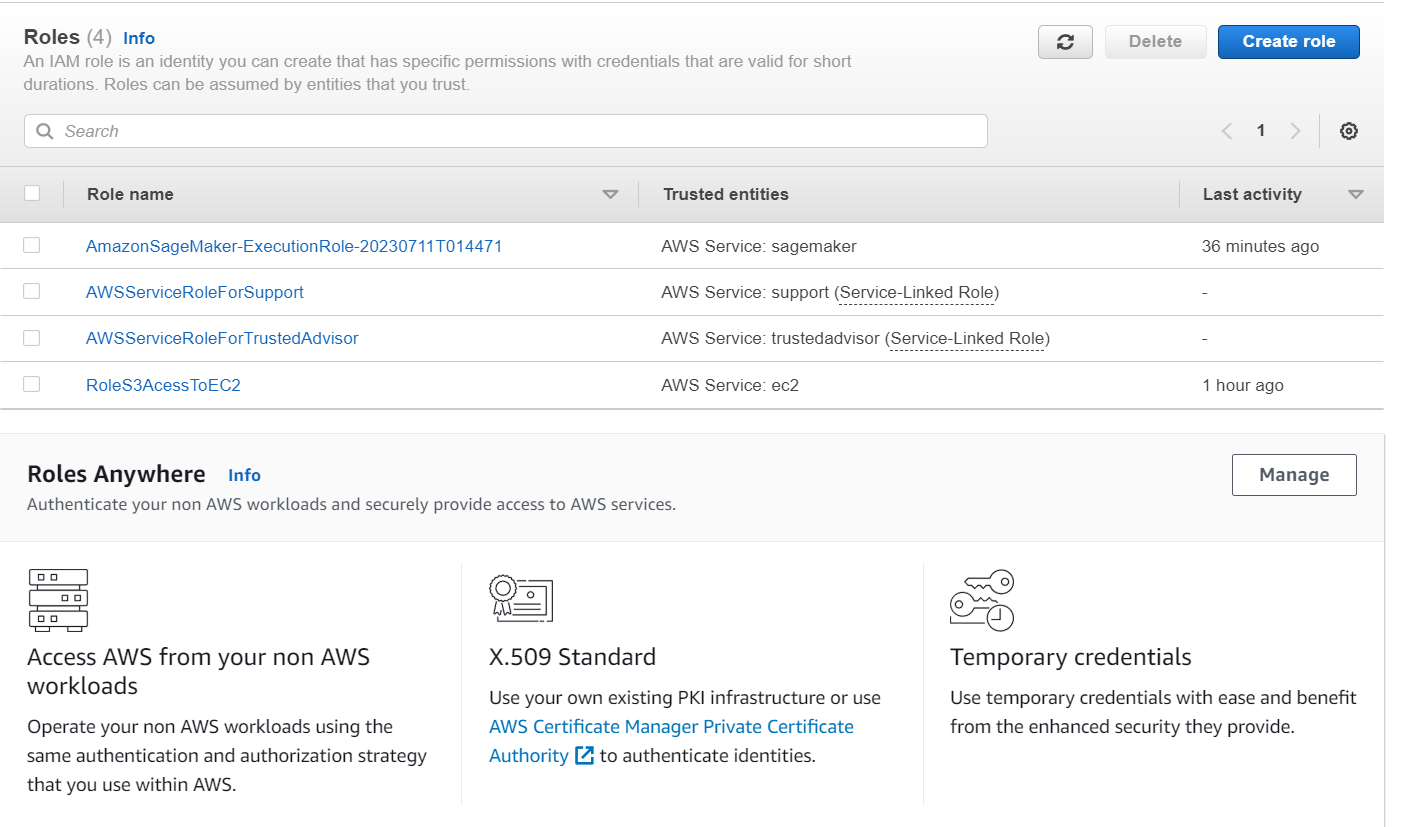 Roles (4) Info
An IAM role is an identity you can create that has specific permissions with credentials that are valid for short
durations. Roles can be assumed by entities that you trust.
Delete
Create role
Search
1
Role name
Trusted entities
Last activity
AmazonSageMaker-ExecutionRole-20230711T014471
AWS Service: sagemaker
36 minutes ago
AWSServiceRoleForSupport
AWS Service: support (Service-Linked Role)
-
AWSServiceRoleForTrustedAdvisor
AWS Service: trustedadvisor (Service-Linked Role)
-
RoleS3AcessToEC2
AWS Service: ec2
1 hour ago
Roles Anywhere Info
Authenticate your non AWS workloads and securely provide access to AWS services.
Manage
Access AWS from your non AWS
workloads
Operate your non AWS workloads using the
same authentication and authorization strategy
that you use within AWS.
X.509 Standard
Use your own existing PKI infrastructure or use
AWS Certificate Manager Private Certificate
Authority to authenticate identities.
Temporary credentials
Use temporary credentials with ease and benefit
from the enhanced security they provide.